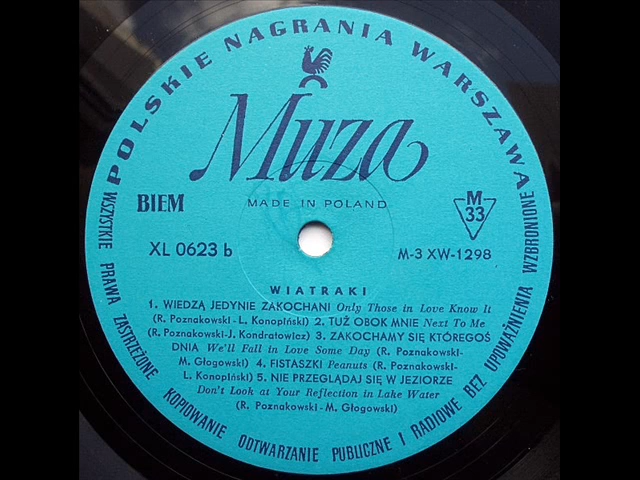 POLSKIE NAGRANIA WARSZAWA
Muza
BIEM
MADE IN POLAND
M
33
XL 0623 b
M-3 XW-1298
WIATRAKI
1. WIEDZĄ JEDYNIE ZAKOCHANI Only Those in Love Know It
(R. Poznakowski-L. Konopiński) 2. TUŻ OBOK MNIE Next To Me
(R. Poznakowski-J. Kondratowicz) 3. ZAKOCHAMY SIĘ KTÓREGOŚ
DNIA We'll Fall in Love Some Day (R. Poznakowski-
M. Głogowski) 4. FISTASZKI Peanuts (R. Poznakowski-
L. Konopiński) 5. NIE PRZEGLĄDAJ SIĘ W JEZIORZE
Don't Look at Your Reflection in Lake Water
(R. Poznakowski-M. Głogowski)
WSZYSTKIE PRAWA ZASTRZEŻONE KOPIOWANIE ODTWARZANIE PUBLICZNE I RADIOWE BEZ UPOWAŻNIENIA WZBRONIONE